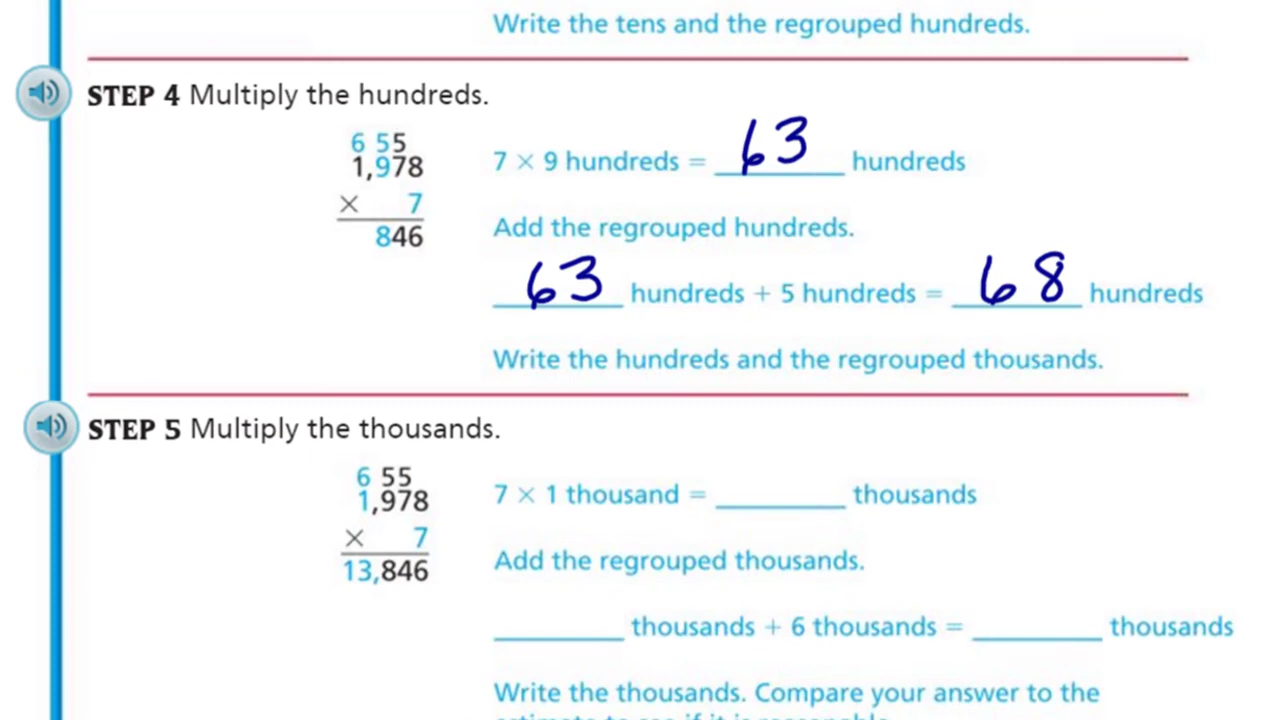 Write the tens and the regrouped hundreds.
STEP 4 Multiply the hundreds.
6 55
1,978
× 7
846
7 × 9 hundreds = 63 hundreds
Add the regrouped hundreds.
63 hundreds + 5 hundreds = 68 hundreds
Write the hundreds and the regrouped thousands.
STEP 5 Multiply the thousands.
6 55
1,978
× 7
13,846
7 × 1 thousand = ________ thousands
Add the regrouped thousands.
________ thousands + 6 thousands = ________ thousands
Write the thousands. Compare your answer to the